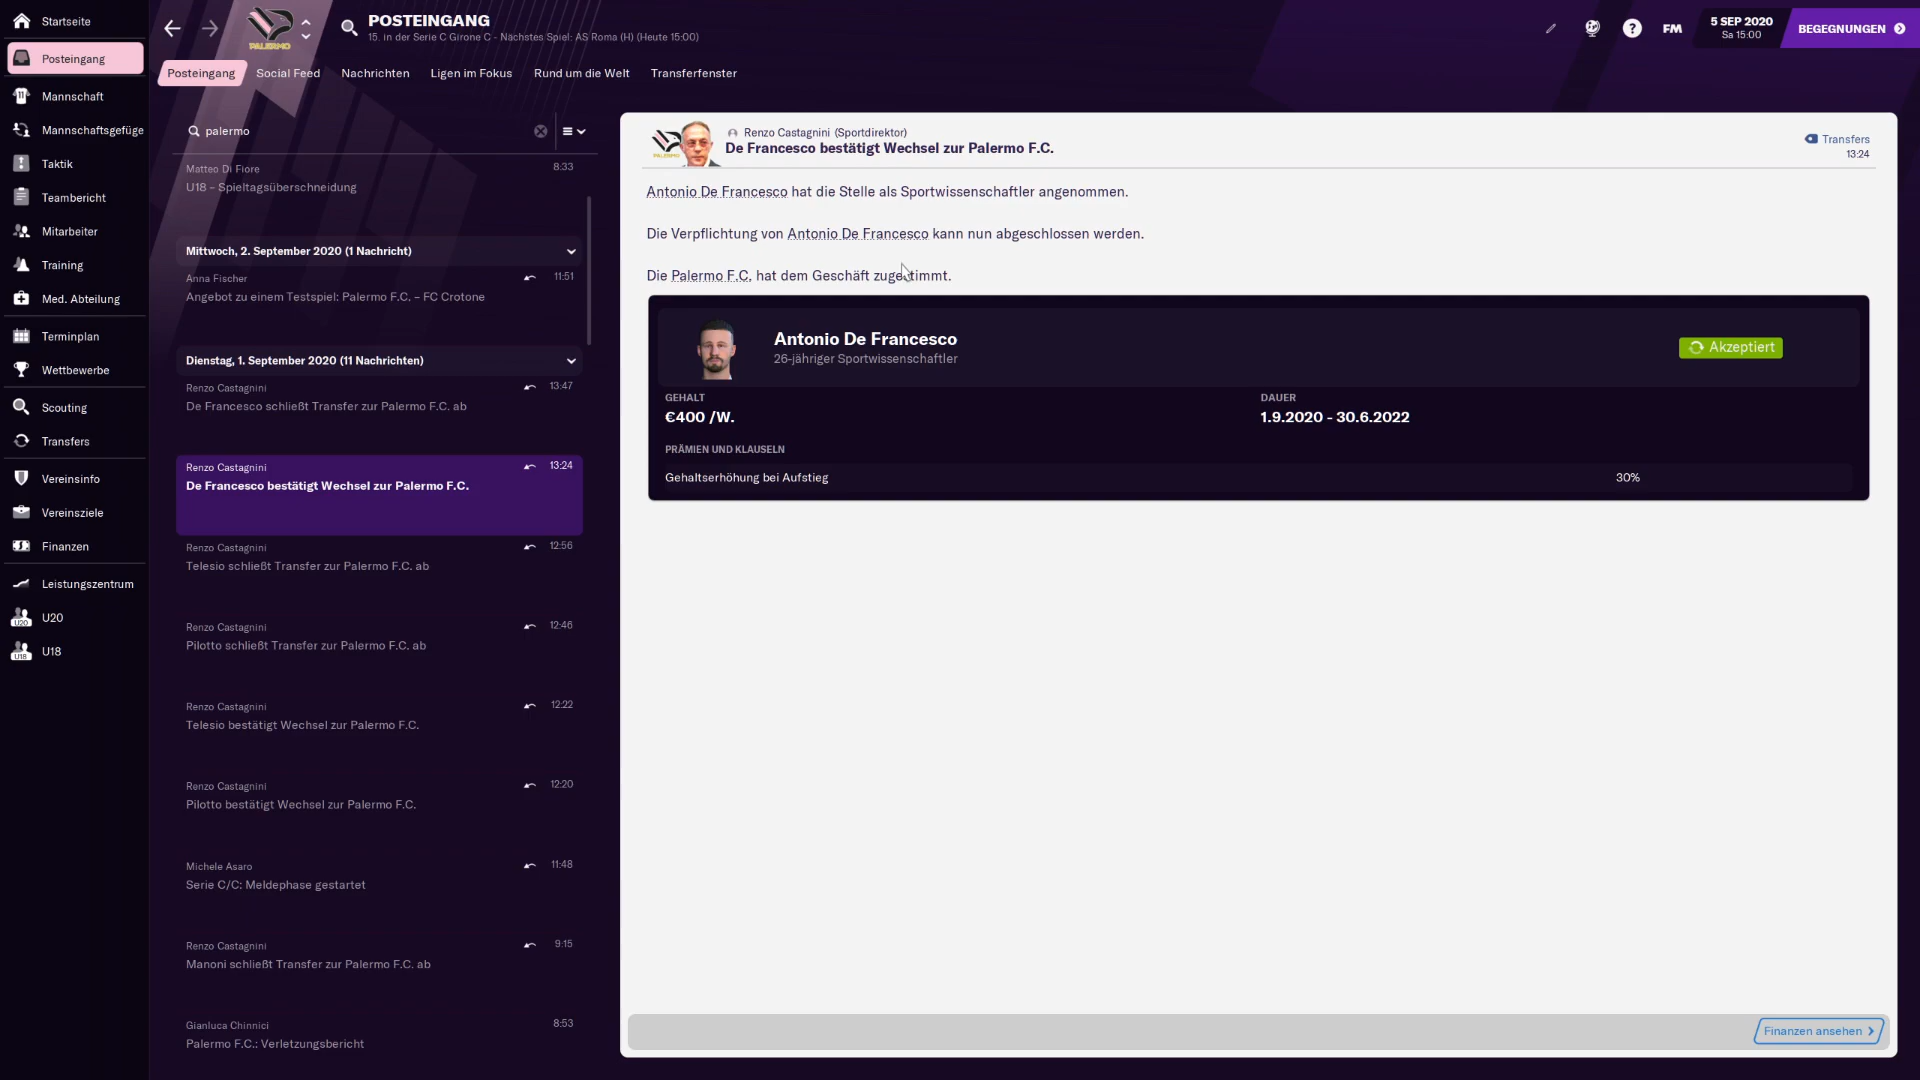 Startseite
Posteingang
Mannschaft
Mannschaftsgefüge
Taktik
Teambericht
Mitarbeiter
Training
Med. Abteilung
Terminplan
Wettbewerbe
Scouting
Transfers
Vereinsinfo
Vereinsziele
Finanzen
Leistungszentrum
U20
U20
U18
U18
PALERMO
POSTEINGANG
15. in der Serie C Girone C - Nächstes Spiel: AS Roma (H) (Heute 15:00)
FM
5 SEP 2020
Sa 15:00
BEGEGNUNGEN
Posteingang
Social Feed
Nachrichten
Ligen im Fokus
Rund um die Welt
Transferfenster
palermo
Matteo Di Fiore 8:33
U18 – Spieltagsüberschneidung
Mittwoch, 2. September 2020 (1 Nachricht)
Anna Fischer 11:51
Angebot zu einem Testspiel: Palermo F.C. – FC Crotone
Dienstag, 1. September 2020 (11 Nachrichten)
Renzo Castagnini 13:47
De Francesco schließt Transfer zur Palermo F.C. ab
Renzo Castagnini 13:24
De Francesco bestätigt Wechsel zur Palermo F.C.
Renzo Castagnini 12:56
Telesio schließt Transfer zur Palermo F.C. ab
Renzo Castagnini 12:46
Pilotto schließt Transfer zur Palermo F.C. ab
Renzo Castagnini 12:22
Telesio bestätigt Wechsel zur Palermo F.C.
Renzo Castagnini 12:20
Pilotto bestätigt Wechsel zur Palermo F.C.
Michele Asaro 11:48
Serie C/C: Meldephase gestartet
Renzo Castagnini 9:15
Manoni schließt Transfer zur Palermo F.C. ab
Gianluca Chinnici 8:53
Palermo F.C.: Verletzungsbericht
PALERMO
Renzo Castagnini (Sportdirektor)
De Francesco bestätigt Wechsel zur Palermo F.C.
Transfers
13:24
Antonio De Francesco hat die Stelle als Sportwissenschaftler angenommen.
Die Verpflichtung von Antonio De Francesco kann nun abgeschlossen werden.
Die Palermo F.C. hat dem Geschäft zugestimmt.
Antonio De Francesco
26-jähriger Sportwissenschaftler
Akzeptiert
GEHALT
€400 /W.
DAUER
1.9.2020 - 30.6.2022
PRÄMIEN UND KLAUSELN
Gehaltserhöhung bei Aufstieg 30%
Finanzen ansehen